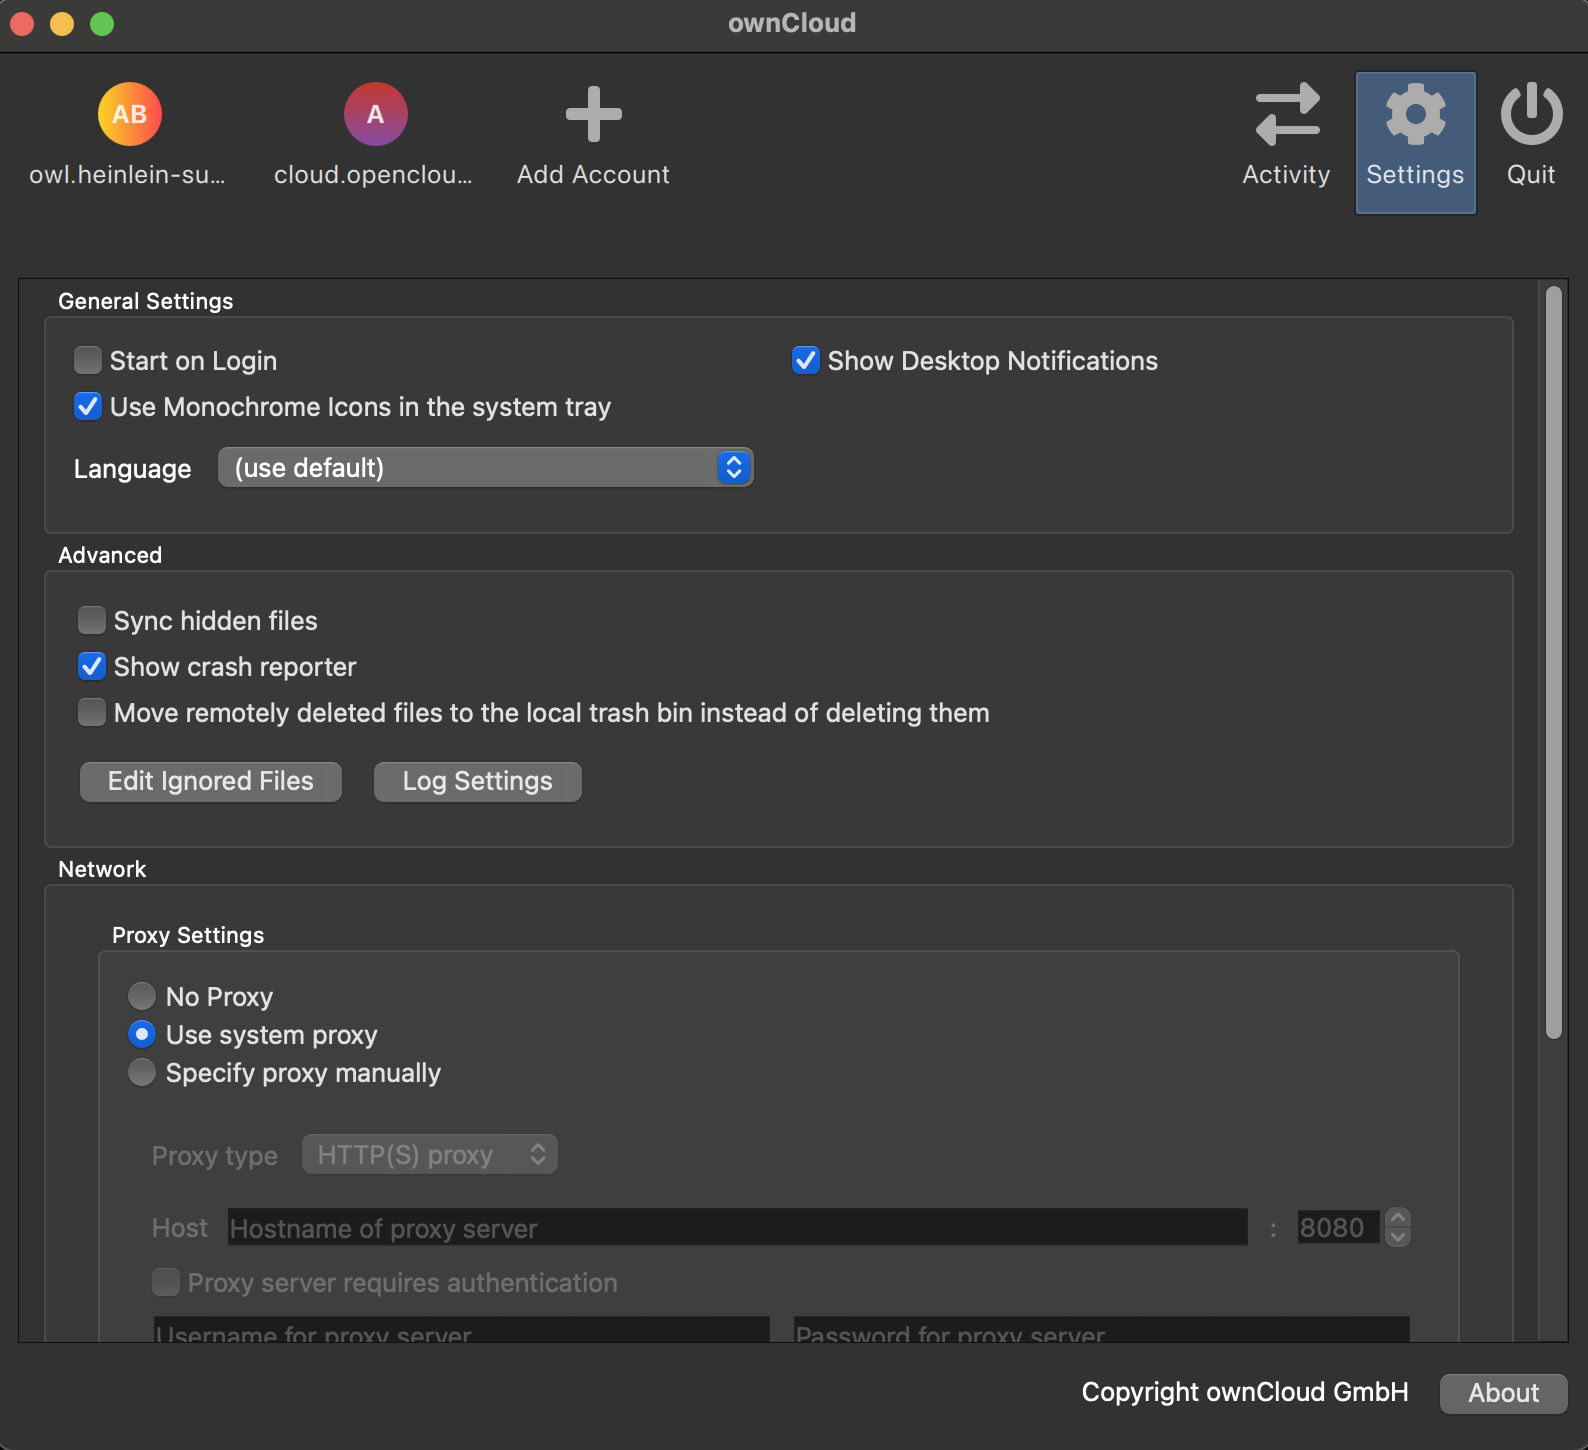 ownCloud
AB
A
owl.heinlein-su...
cloud.openclou...
Add Account
Activity
Settings
Quit
General Settings
Start on Login
Show Desktop Notifications
Use Monochrome Icons in the system tray
Language
(use default)
Advanced
Sync hidden files
Show crash reporter
Move remotely deleted files to the local trash bin instead of deleting them
Edit Ignored Files
Log Settings
Network
Proxy Settings
No Proxy
Use system proxy
Specify proxy manually
Proxy type
HTTP(S) proxy
Host
Hostname of proxy server
:
8080
Proxy server requires authentication
Username for proxy server
Password for proxy server
Copyright ownCloud GmbH
About